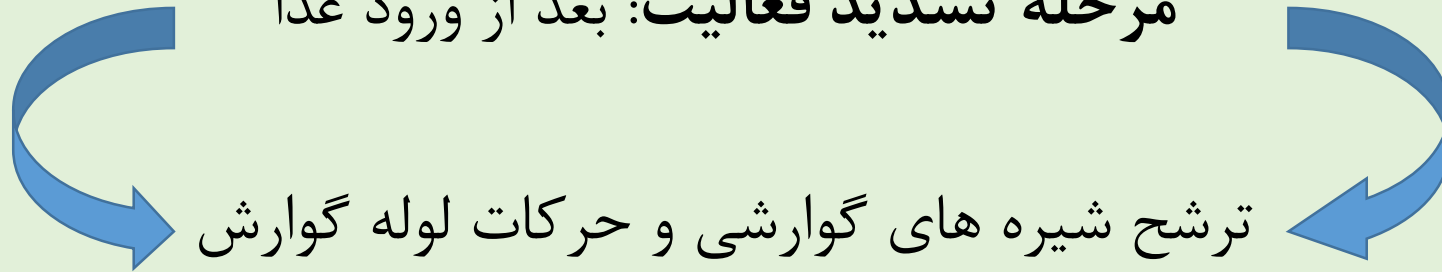 مرحله تشدید فعالیت: بعد از ورود غذا
ترشح شیره های گوارشی و حرکات لوله گوارش